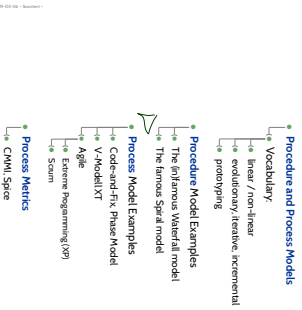 Procedure and Process Models
Vocabulary:
linear / non-linear
evolutionary, iterative, incremental
prototyping
Procedure Model Examples
The (in)famous Waterfall model
The famous Spiral model
Process Model Examples
Code-and-Fix, Phase Model
V-Modell XT
Agile
Extreme Programming (XP)
Scrum
Process Metrics
CMMI, Spice